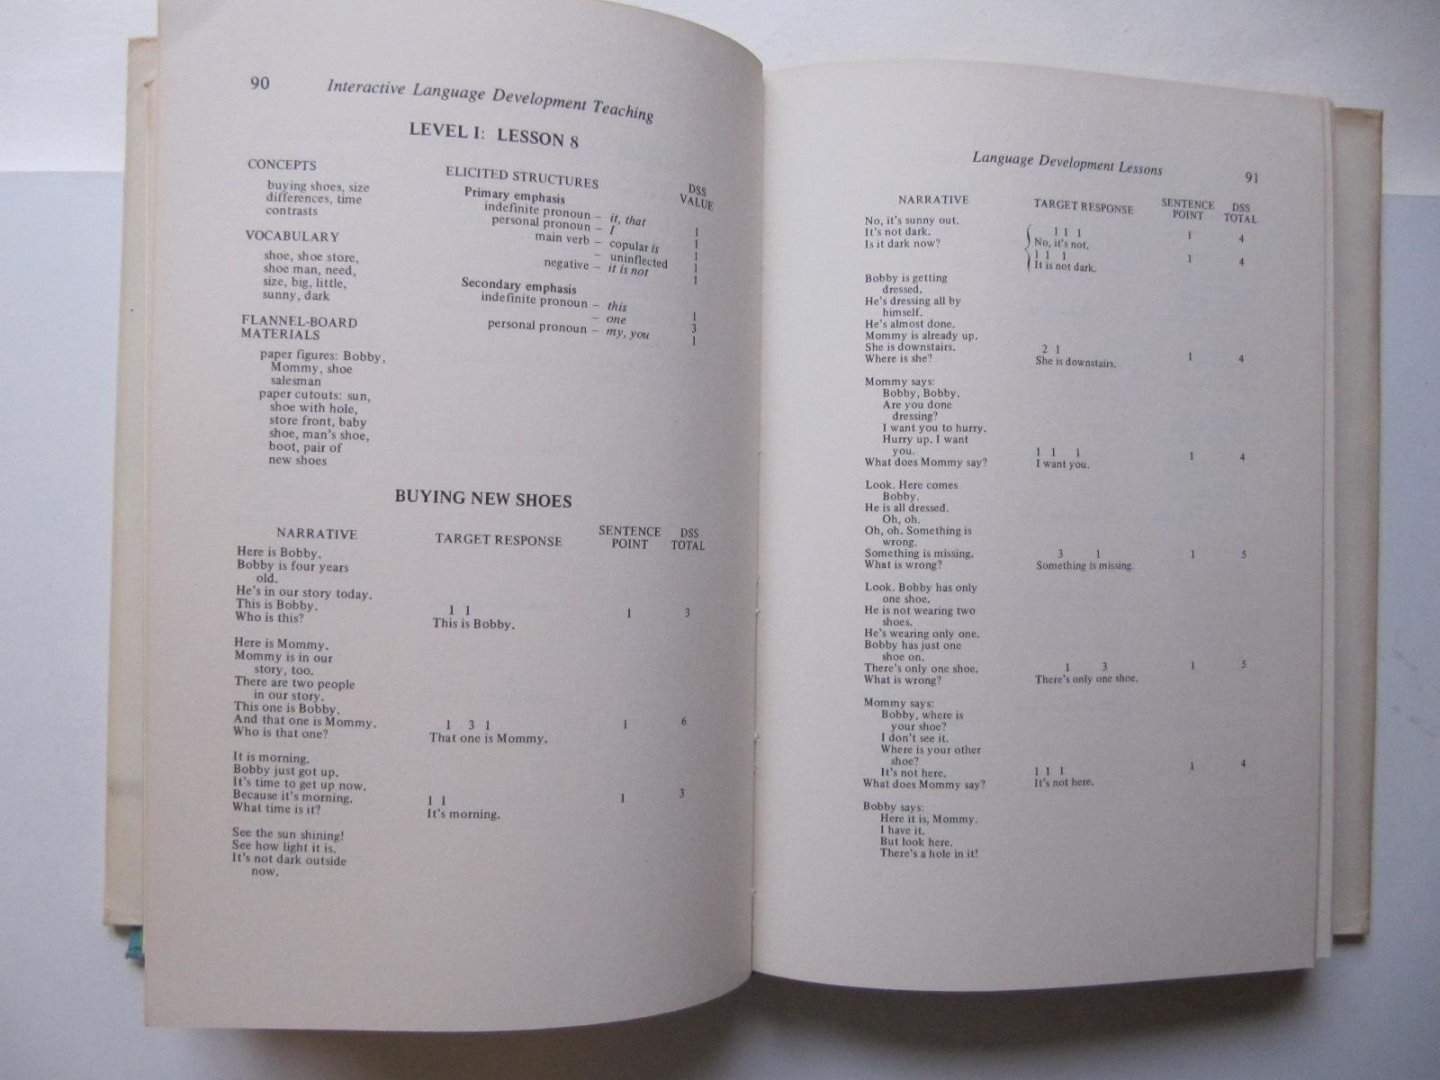 90 Interactive Language Development Teaching
LEVEL I: LESSON 8
CONCEPTS
buying shoes, size
differences, time
contrasts
VOCABULARY
shoe, shoe store,
shoe man, need,
size, big, little,
sunny, dark
FLANNEL-BOARD
MATERIALS
paper figures: Bobby,
Mommy, shoe
salesman
paper cutouts: sun,
shoe with hole,
store front, baby
shoe, man's shoe,
boot, pair of
new shoes
ELICITED STRUCTURES DSS
VALUE
Primary emphasis
indefinite pronoun – it, that 1
personal pronoun – I 1
main verb – copular is 1
– uninflected 1
negative – it is not 1
Secondary emphasis
indefinite pronoun – this 1
– one 3
personal pronoun – my, you 1
BUYING NEW SHOES
NARRATIVE TARGET RESPONSE SENTENCE POINT DSS TOTAL
Here is Bobby.
Bobby is four years
old.
He's in our story today.
This is Bobby. 1 1 1 3
Who is this? This is Bobby.
Here is Mommy.
Mommy is in our
story, too.
There are two people
in our story.
This one is Bobby.
And that one is Mommy. 1 3 1 1 6
Who is that one? That one is Mommy.
It is morning.
Bobby just got up.
It's time to get up now.
Because it's morning. 1 1 1 3
What time is it? It's morning.
See the sun shining!
See how light it is.
It's not dark outside
now.
Language Development Lessons 91
NARRATIVE TARGET RESPONSE SENTENCE POINT DSS TOTAL
No, it's sunny out.
It's not dark. 1 1 1 1 4
Is it dark now? No, it's not.
1 1 1 1 4
It is not dark.
Bobby is getting
dressed.
He's dressing all by
himself.
He's almost done.
Mommy is already up.
She is downstairs. 2 1 1 4
Where is she? She is downstairs.
Mommy says:
Bobby, Bobby.
Are you done
dressing?
I want you to hurry.
Hurry up. I want
you. 1 1 1 1 4
What does Mommy say? I want you.
Look. Here comes
Bobby.
He is all dressed.
Oh, oh.
Oh, oh. Something is
wrong.
Something is missing. 3 1 1 5
What is wrong? Something is missing.
Look. Bobby has only
one shoe.
He is not wearing two
shoes.
He's wearing only one.
Bobby has just one
shoe on.
There's only one shoe. 1 3 1 5
What is wrong? There's only one shoe.
Mommy says:
Bobby, where is
your shoe?
I don't see it.
Where is your other
shoe?
It's not here. 1 1 1 1 4
What does Mommy say? It's not here.
Bobby says:
Here it is, Mommy.
I have it.
But look here.
There's a hole in it!